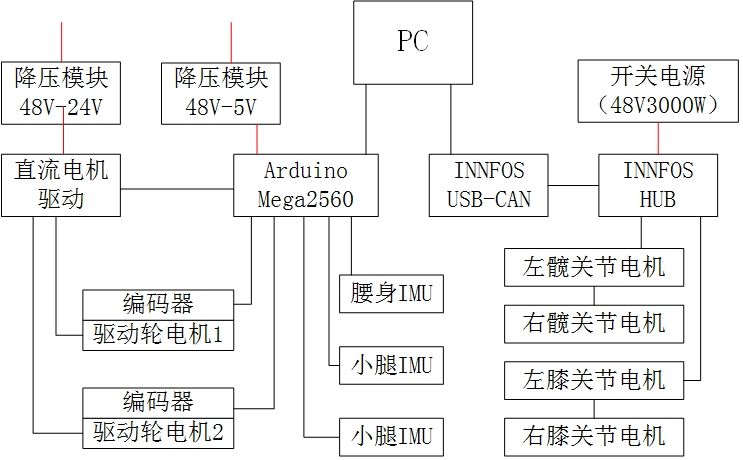 PC
降压模块
48V-24V
降压模块
48V-5V
开关电源
(48V3000W)
直流电机
驱动
Arduino
Mega2560
INNFOS
USB-CAN
INNFOS
HUB
编码器
驱动轮电机1
编码器
驱动轮电机2
腰身IMU
小腿IMU
小腿IMU
左髋关节电机
右髋关节电机
左膝关节电机
右膝关节电机